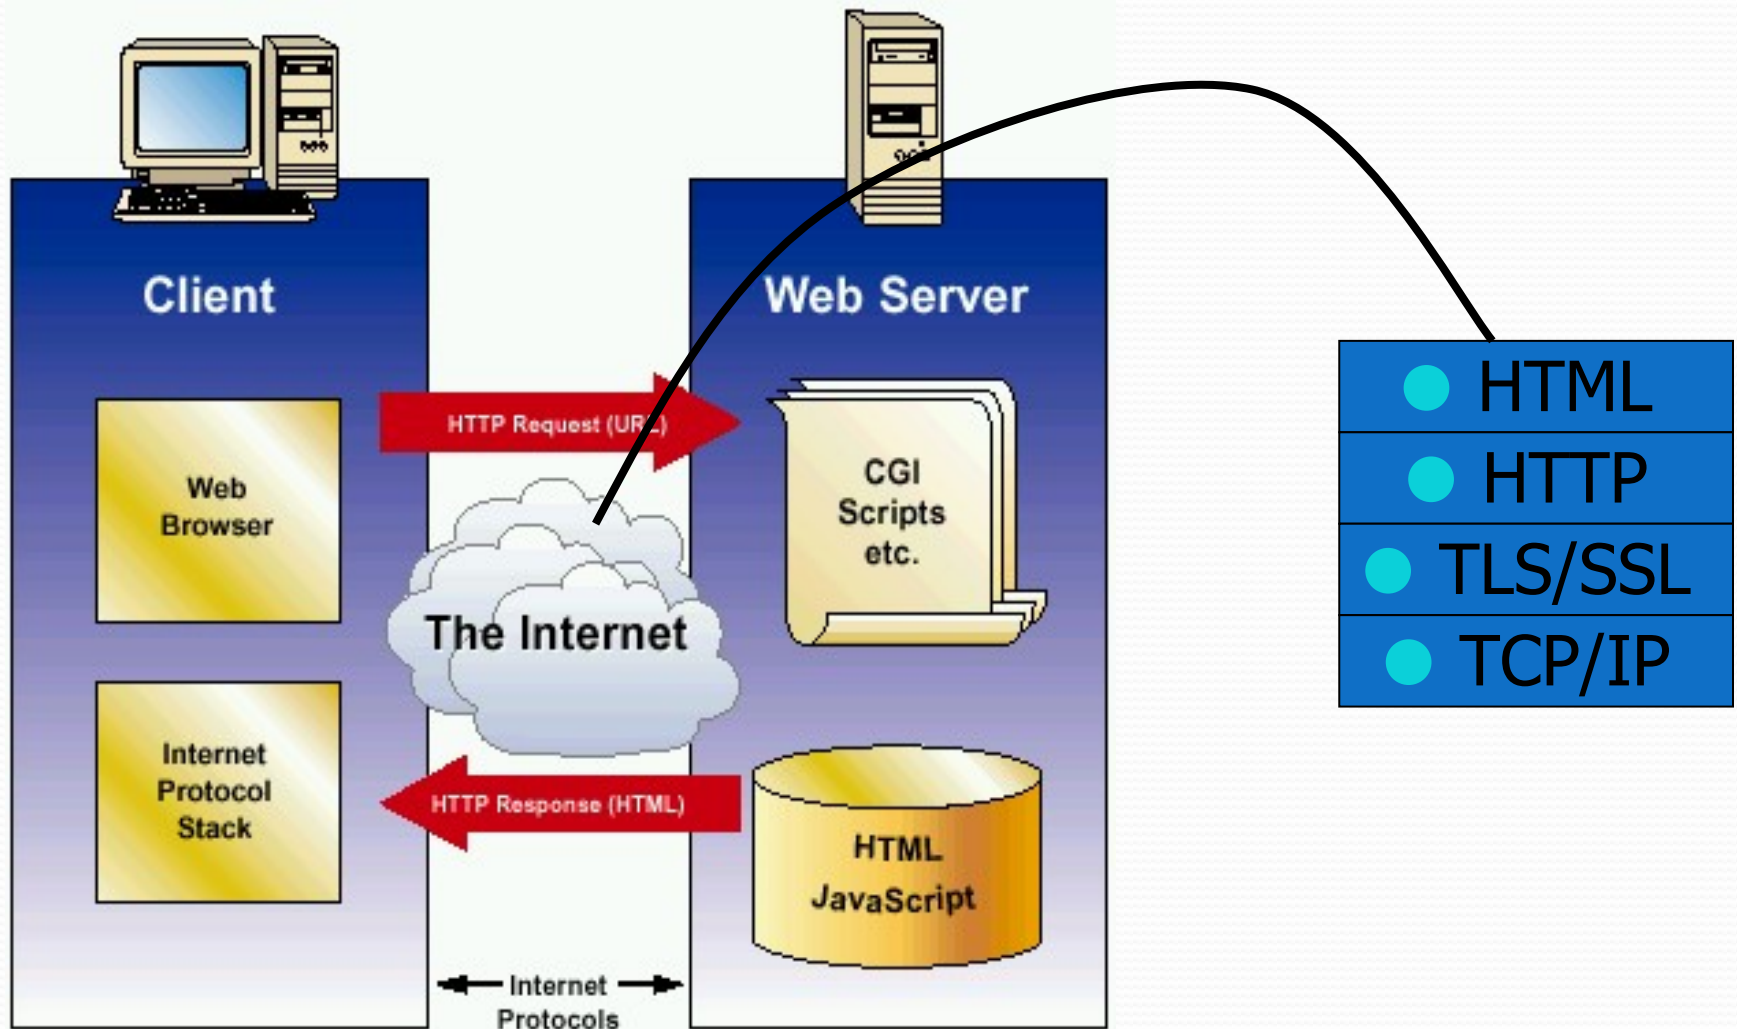 Client
Web Server
HTTP Request (URL)
Web
Browser
CGI
Scripts
etc.
The Internet
Internet
Protocol
Stack
HTTP Response (HTML)
HTML
JavaScript
Internet
Protocols
HTML
HTTP
TLS/SSL
TCP/IP